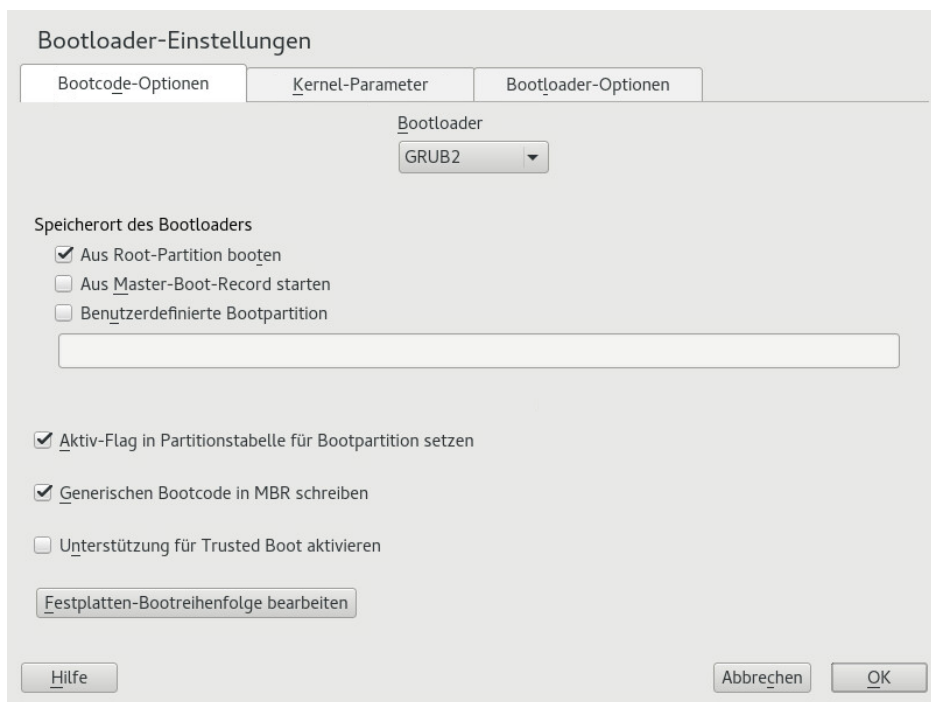 Bootloader-Einstellungen
Bootcode-Optionen
Kernel-Parameter
Bootloader-Optionen
Bootloader
GRUB2
Speicherort des Bootloaders
Aus Root-Partition booten
Aus Master-Boot-Record starten
Benutzerdefinierte Bootpartition
Aktiv-Flag in Partitionstabelle für Bootpartition setzen
Generischen Bootcode in MBR schreiben
Unterstützung für Trusted Boot aktivieren
Festplatten-Bootreihenfolge bearbeiten
Hilfe
Abbrechen
OK